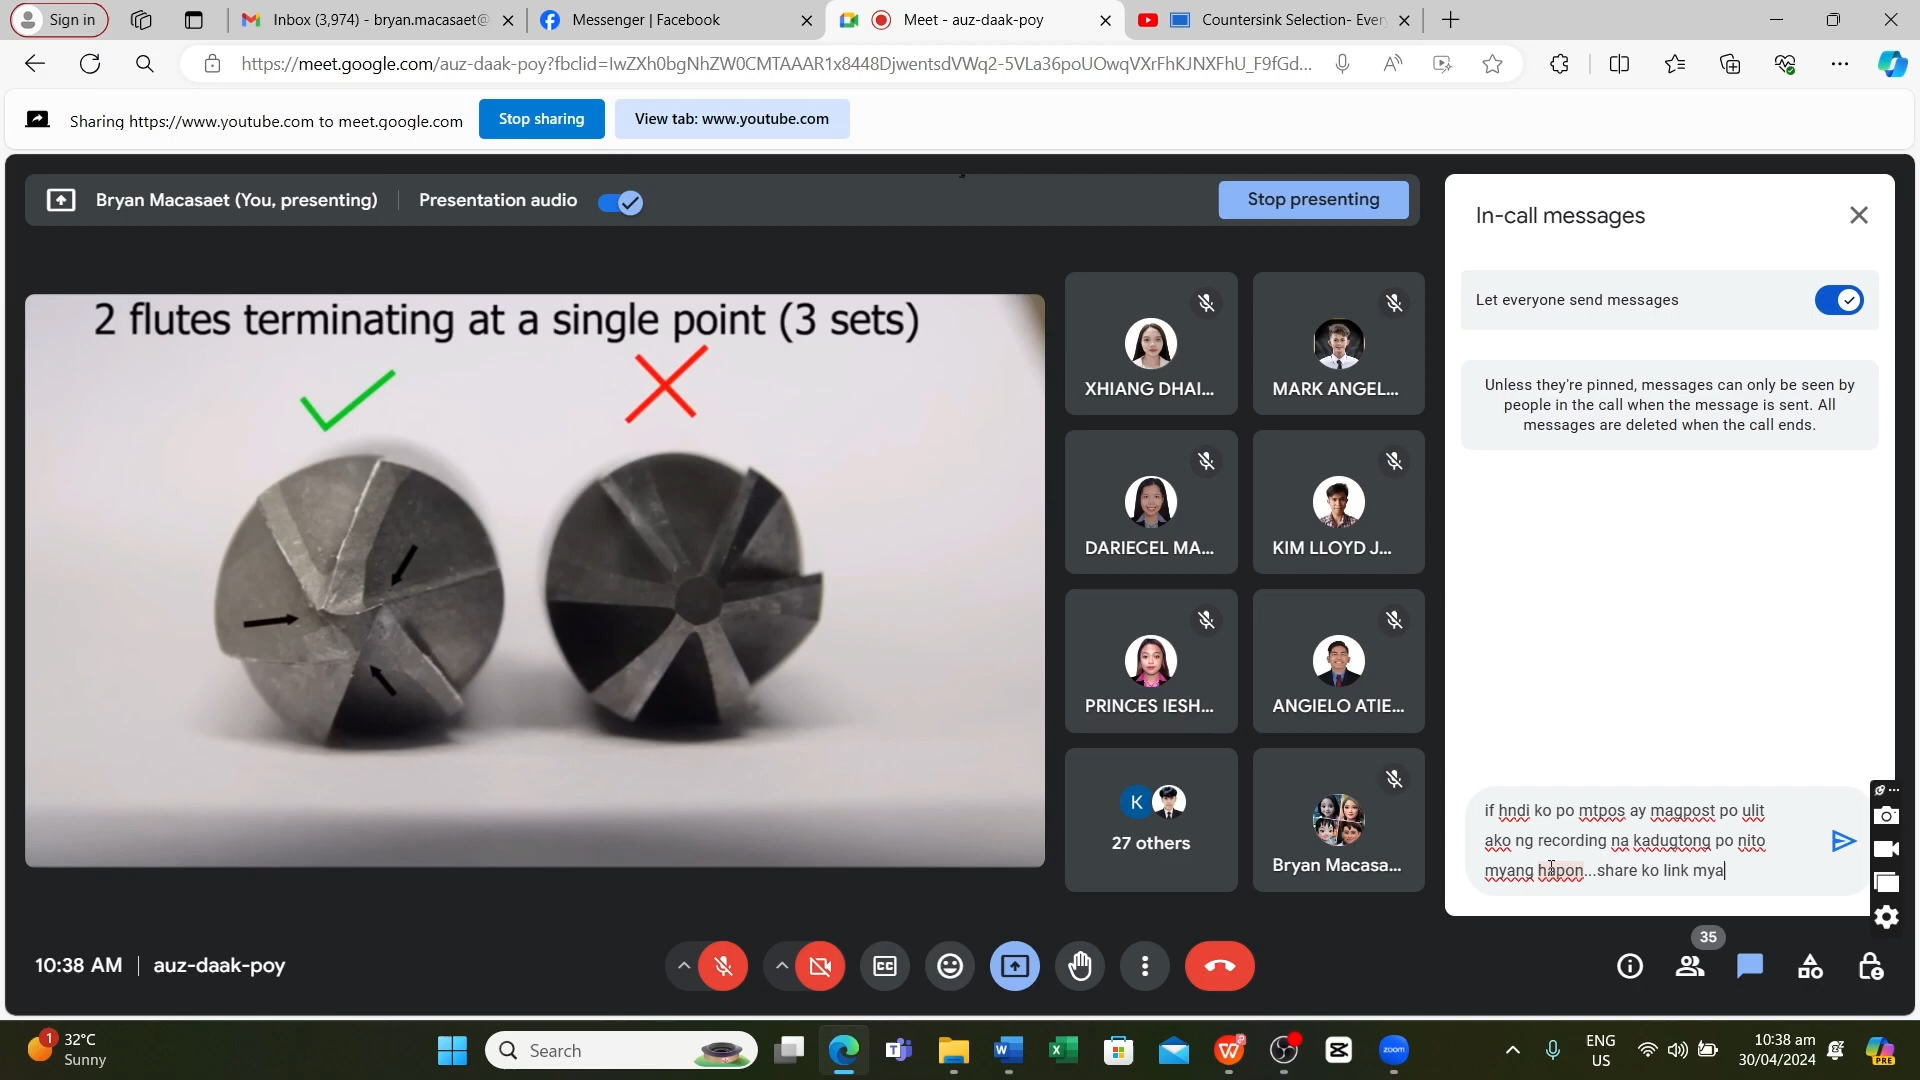 Sign in
Inbox (3,974) - bryan.macasaet@
Messenger | Facebook
Meet - auz-daak-poy
Countersink Selection- Every
https://meet.google.com/auz-daak-poy?fbclid=IwZXh0bgNhZW0CMTAAAR1x8448DjwentsdVWq2-5VLa36poUOwqVXrFhKJNXFhU_F9fGd...
Sharing https://www.youtube.com to meet.google.com
Stop sharing
View tab: www.youtube.com
Bryan Macasaet (You, presenting)
Presentation audio
Stop presenting
2 flutes terminating at a single point (3 sets)
XHIANG DHAI...
MARK ANGEL...
DARIECEL MA...
KIM LLOYD J...
PRINCES IESH...
ANGIELO ATIE...
K
27 others
Bryan Macasa...
In-call messages
Let everyone send messages
Unless they're pinned, messages can only be seen by
people in the call when the message is sent. All
messages are deleted when the call ends.
if hndi ko po mtpos ay magpost po ulit
ako ng recording na kadugtong po nito
myang hapon...share ko link mya
10:38 AM
auz-daak-poy
35
1
32°C
Sunny
Search
zoom
ENG
US
10:38 am
30/04/2024
PRE